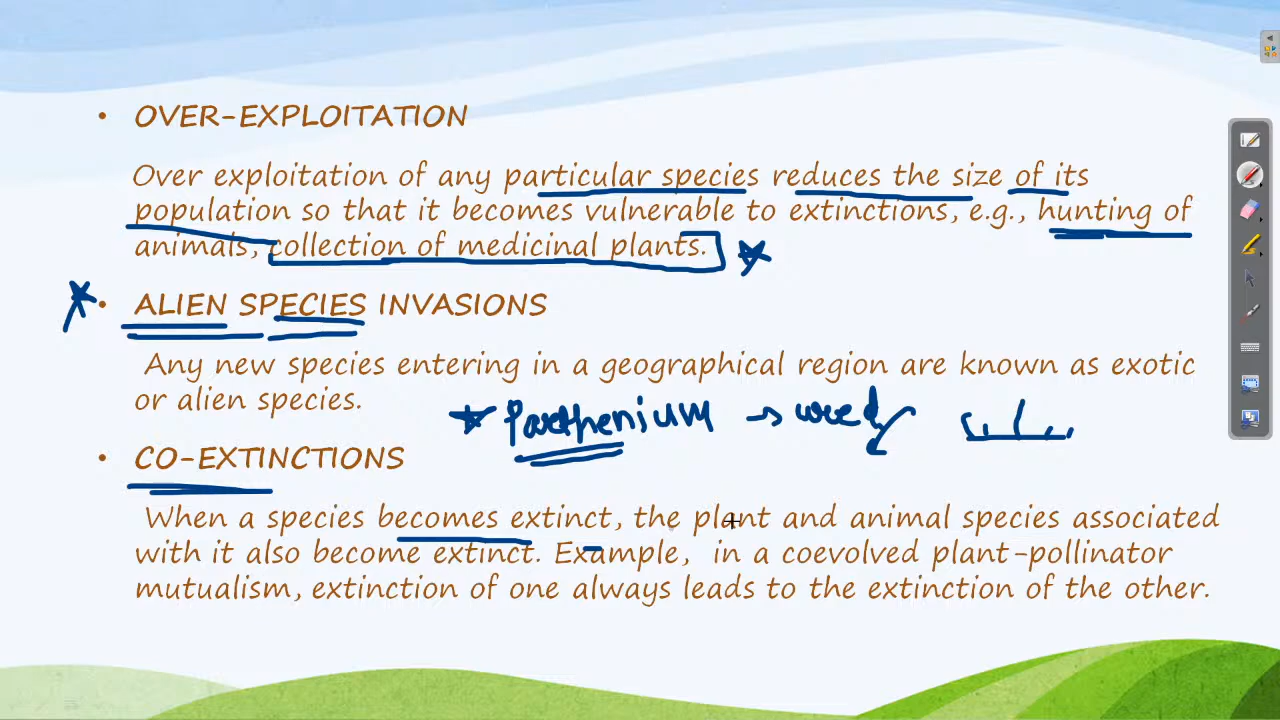 • OVER-EXPLOITATION
Over exploitation of any particular species reduces the size of its
population so that it becomes vulnerable to extinctions, e.g., hunting of
animals, collection of medicinal plants.
• ALIEN SPECIES INVASIONS
Any new species entering in a geographical region are known as exotic
or alien species.
Parthenium → weed
• CO-EXTINCTIONS
When a species becomes extinct, the plant and animal species associated
with it also become extinct. Example, in a coevolved plant-pollinator
mutualism, extinction of one always leads to the extinction of the other.